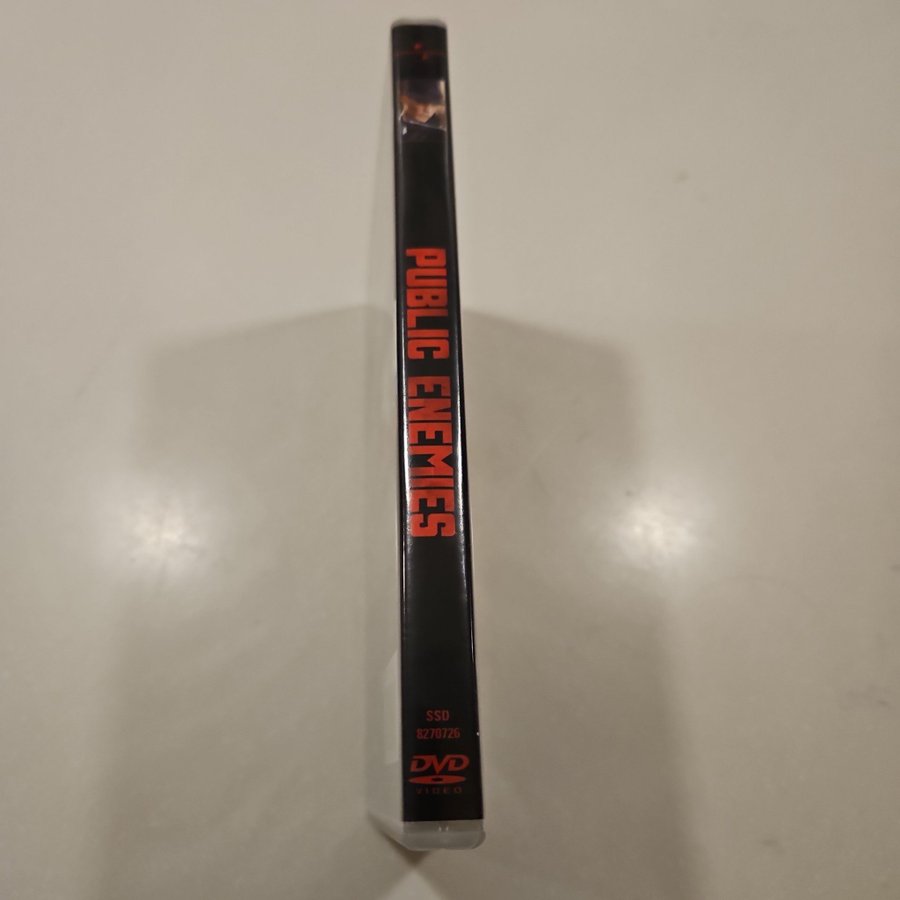 PUBLIC ENEMIES
SSD
8270726
DVD
VIDEO